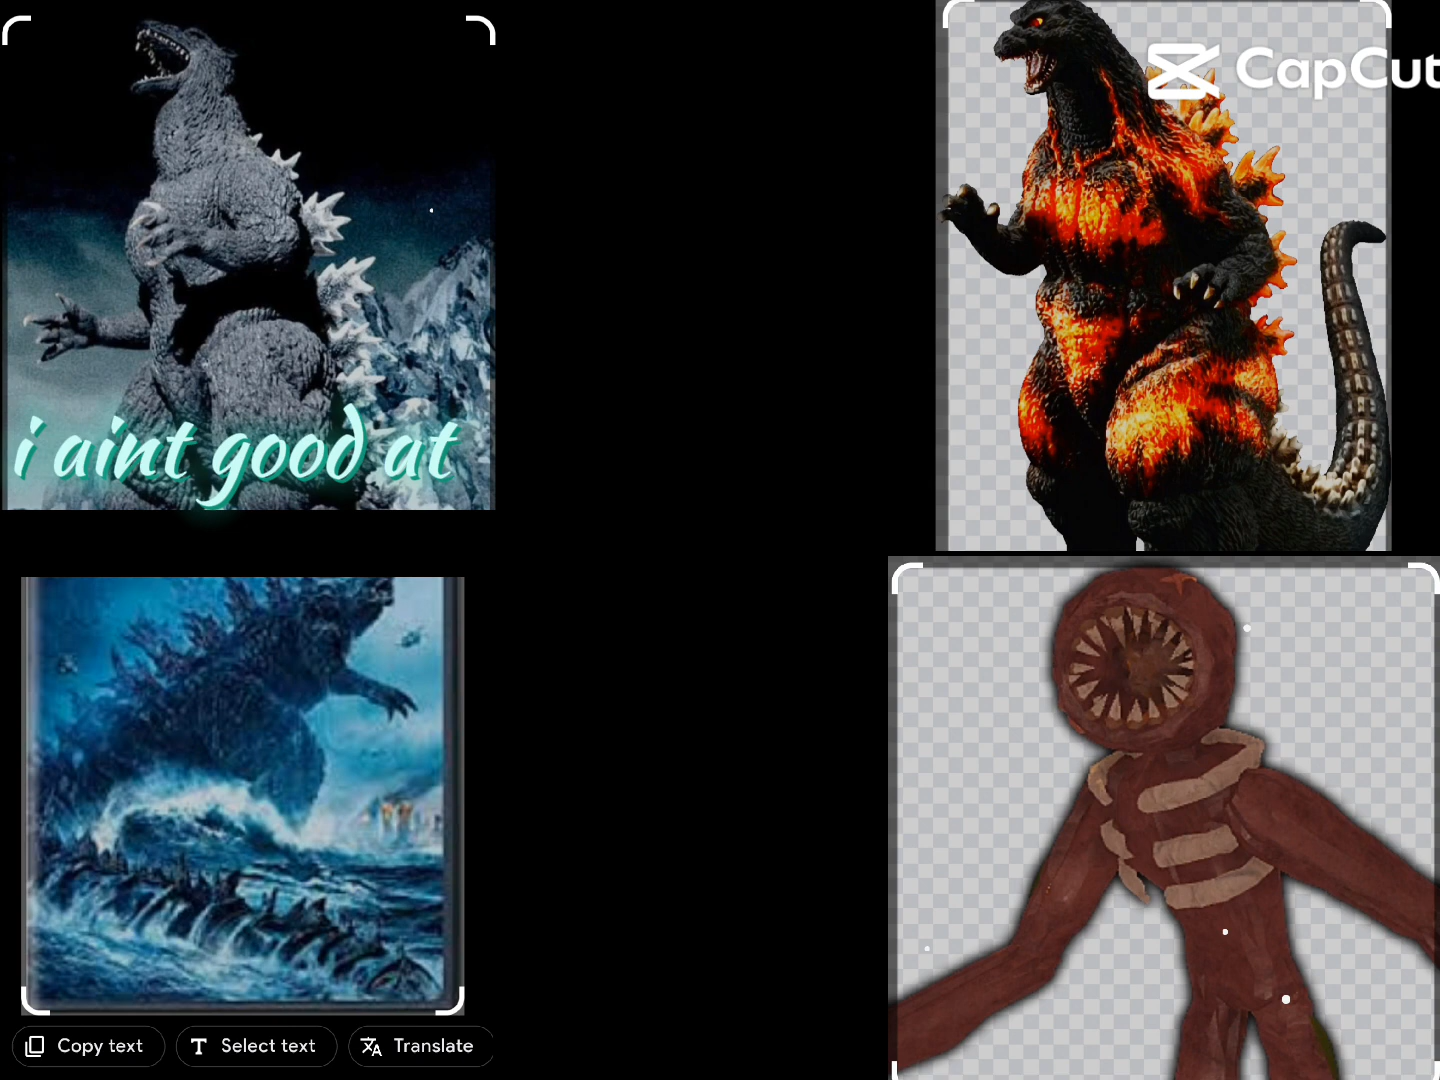 CapCut
i aint good at
Copy text
Select text
Translate